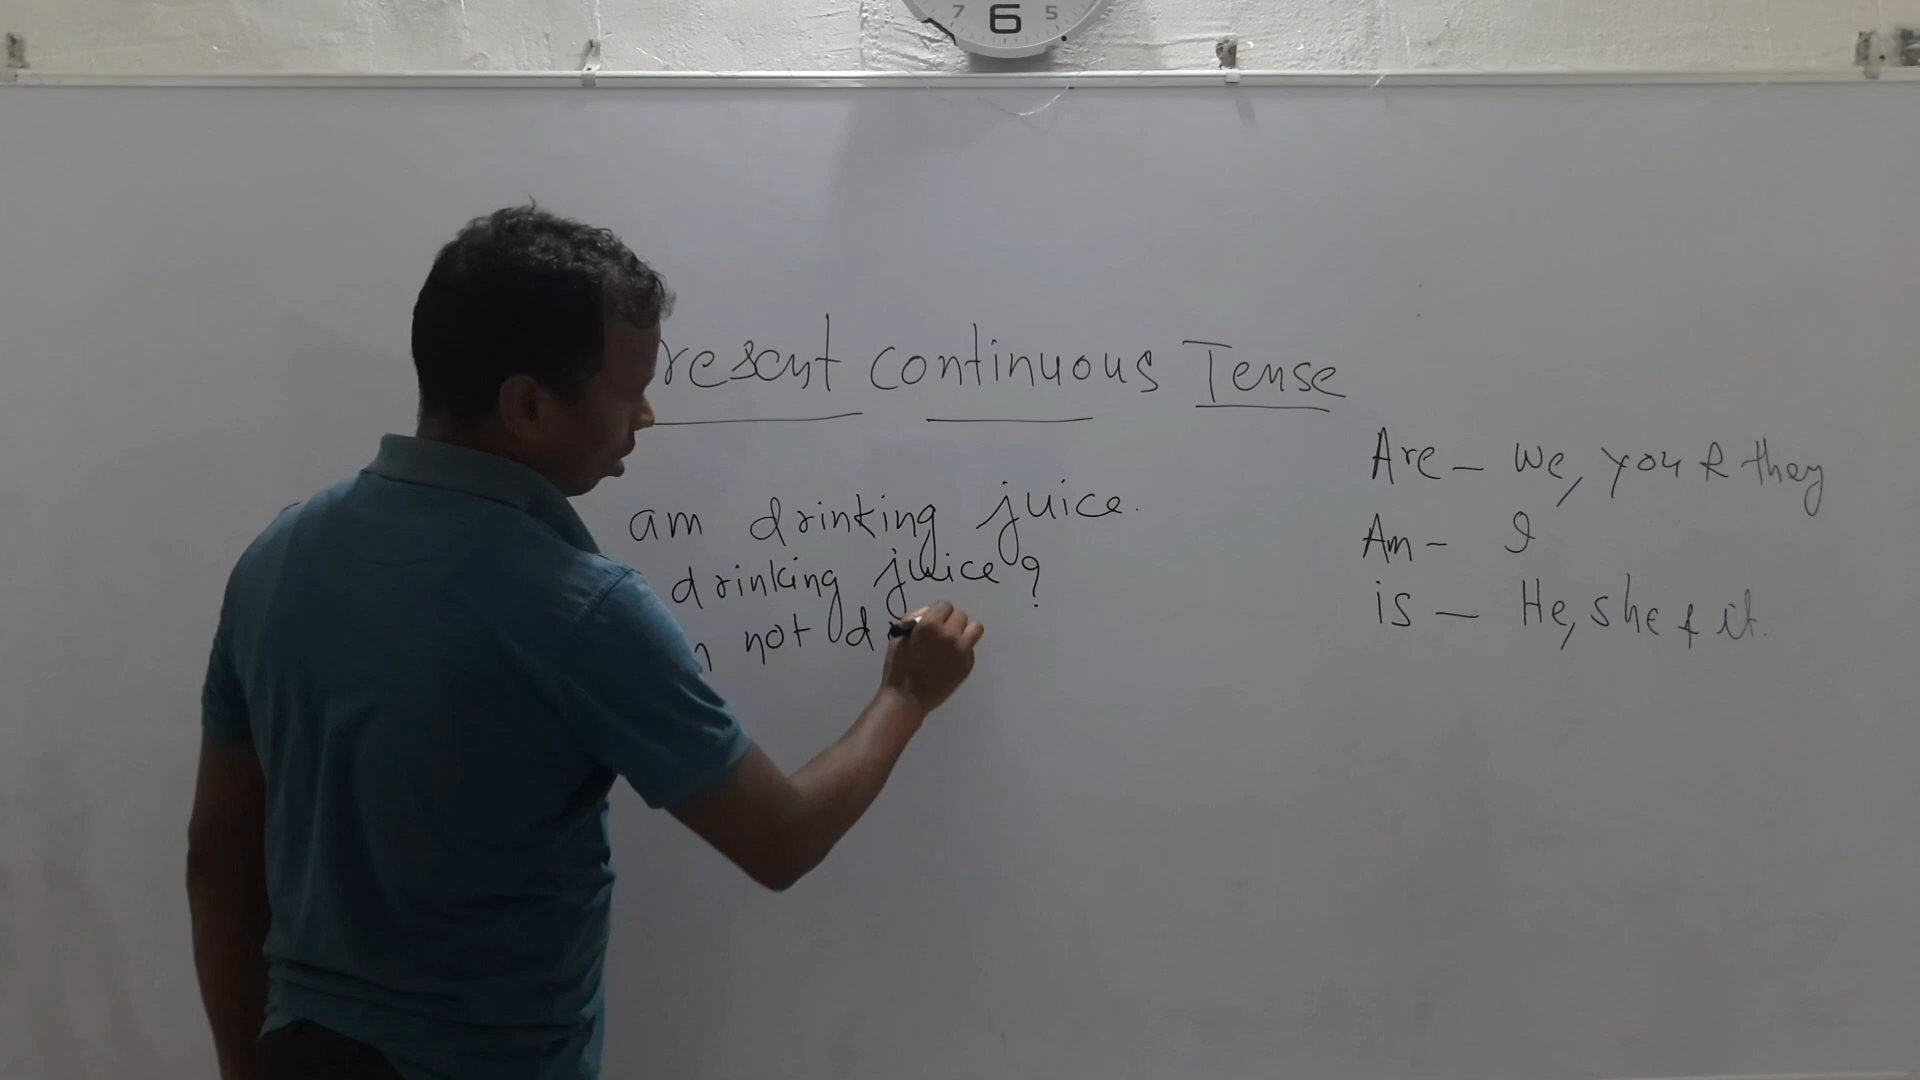 7 6 5
resent continuous Tense
am drinking juice.
drinking juice?
not d
Are - We, you & they
Am - I
is - He, she & it.